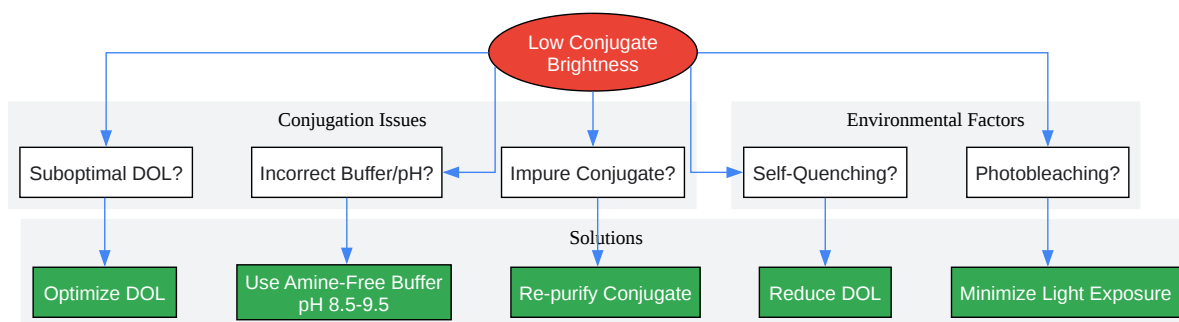 Low Conjugate
Brightness
Conjugation Issues
Environmental Factors
Suboptimal DOL?
Incorrect Buffer/pH?
Impure Conjugate?
Self-Quenching?
Photobleaching?
Solutions
Optimize DOL
Use Amine-Free Buffer
pH 8.5-9.5
Re-purify Conjugate
Reduce DOL
Minimize Light Exposure